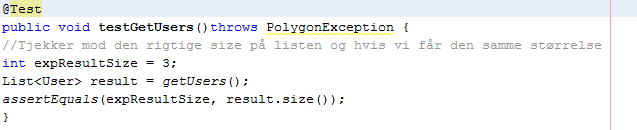 @Test
public void testGetUsers()throws PolygonException {
//Tjekker mod den rigtige size på listen og hvis vi får den samme størrelse
int expResultSize = 3;
List<User> result = getUsers();
assertEquals(expResultSize, result.size());
}